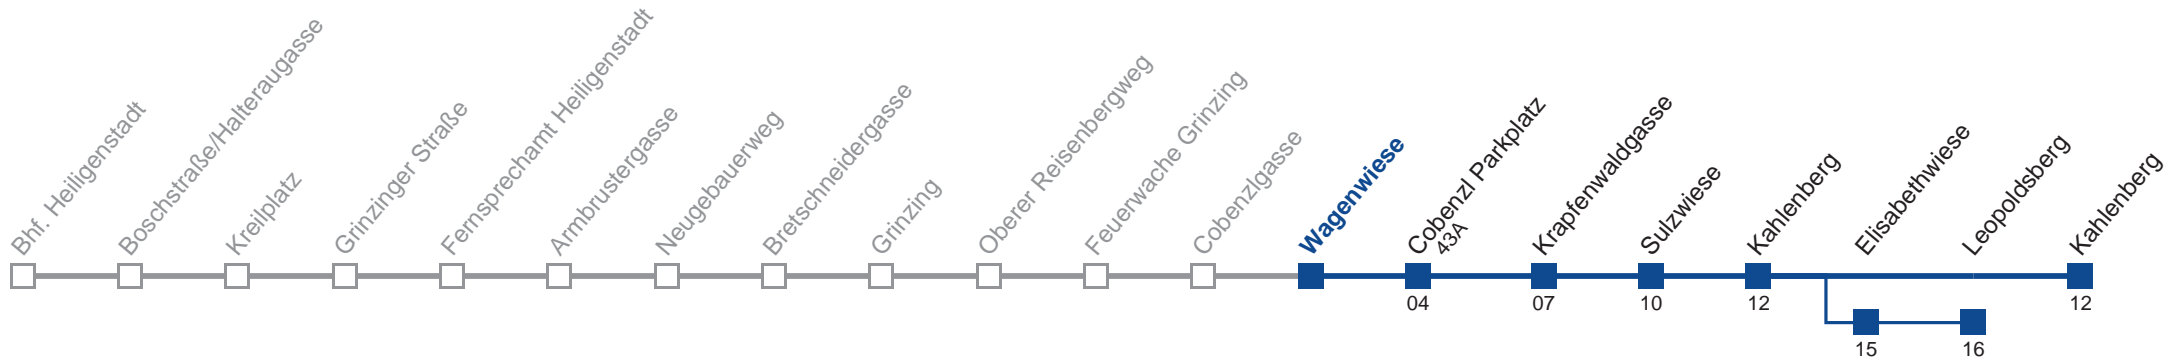 Bhf. Heiligenstadt
Boschstraße/Halteraugasse
Kreilplatz
Grinzinger Straße
Fernsprechamt Heiligenstadt
Armbrustergasse
Neugebauerweg
Bretschneidergasse
Grinzing
Oberer Reisenbergweg
Feuerwache Grinzing
Cobenzlgasse
Wagenwiese
Cobenzl Parkplatz
43A
Krapfenwaldgasse
Sulzwiese
Kahlenberg
Elisabethwiese
Leopoldsberg
Kahlenberg
04
07
10
12
12
15
16